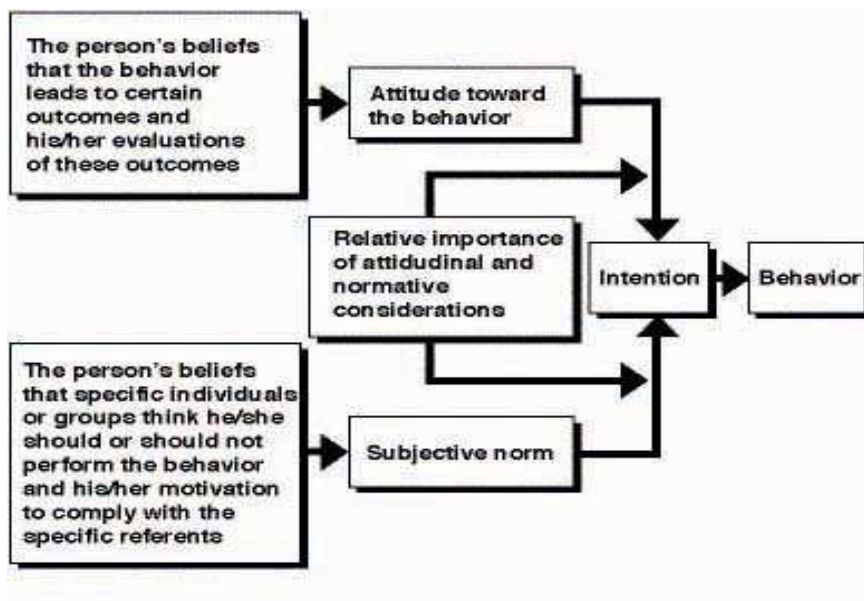 The person's beliefs
that the behavior
leads to certain
outcomes and
his/her evaluations
of these outcomes
Attitude toward
the behavior
Relative importance
of attidudinal and
normative
considerations
Intention
Behavior
The person's beliefs
that specific individuals
or groups think he/she
should or should not
perform the behavior
and his/her motivation
to comply with the
specific referents
Subjective norm